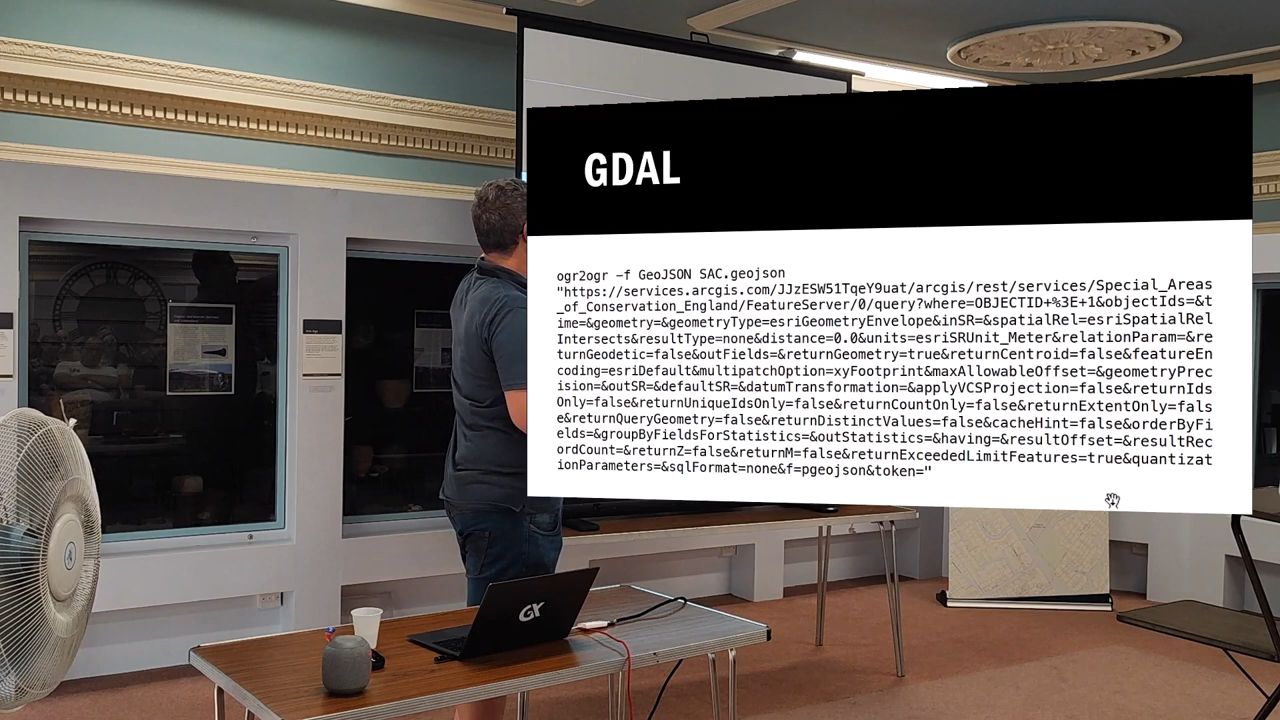 GDAL
ogr2ogr -f GeoJSON SAC.geojson
"https://services.arcgis.com/JJzESW51TqeY9uat/arcgis/rest/services/Special_Areas
_of_Conservation_England/FeatureServer/0/query?where=OBJECTID+%3E+1&objectIds=&t
ime=&geometry=&geometryType=esriGeometryEnvelope&inSR=&spatialRel=esriSpatialRel
Intersects&resultType=none&distance=0.0&units=esriSRUnit_Meter&relationParam=&re
turnGeodetic=false&outFields=&returnGeometry=true&returnCentroid=false&featureEn
coding=esriDefault&multipatchOption=xyFootprint&maxAllowableOffset=&geometryPrec
ision=&outSR=&defaultSR=&datumTransformation=&applyVCSProjection=false&returnIds
Only=false&returnUniqueIdsOnly=false&returnCountOnly=false&returnExtentOnly=fals
e&returnQueryGeometry=false&returnDistinctValues=false&cacheHint=false&orderByFi
elds=&groupByFieldsForStatistics=&outStatistics=&having=&resultOffset=&resultRec
ordCount=&returnZ=false&returnM=false&returnExceededLimitFeatures=true&quantizat
ionParameters=&sqlFormat=none&f=pgeojson&token="